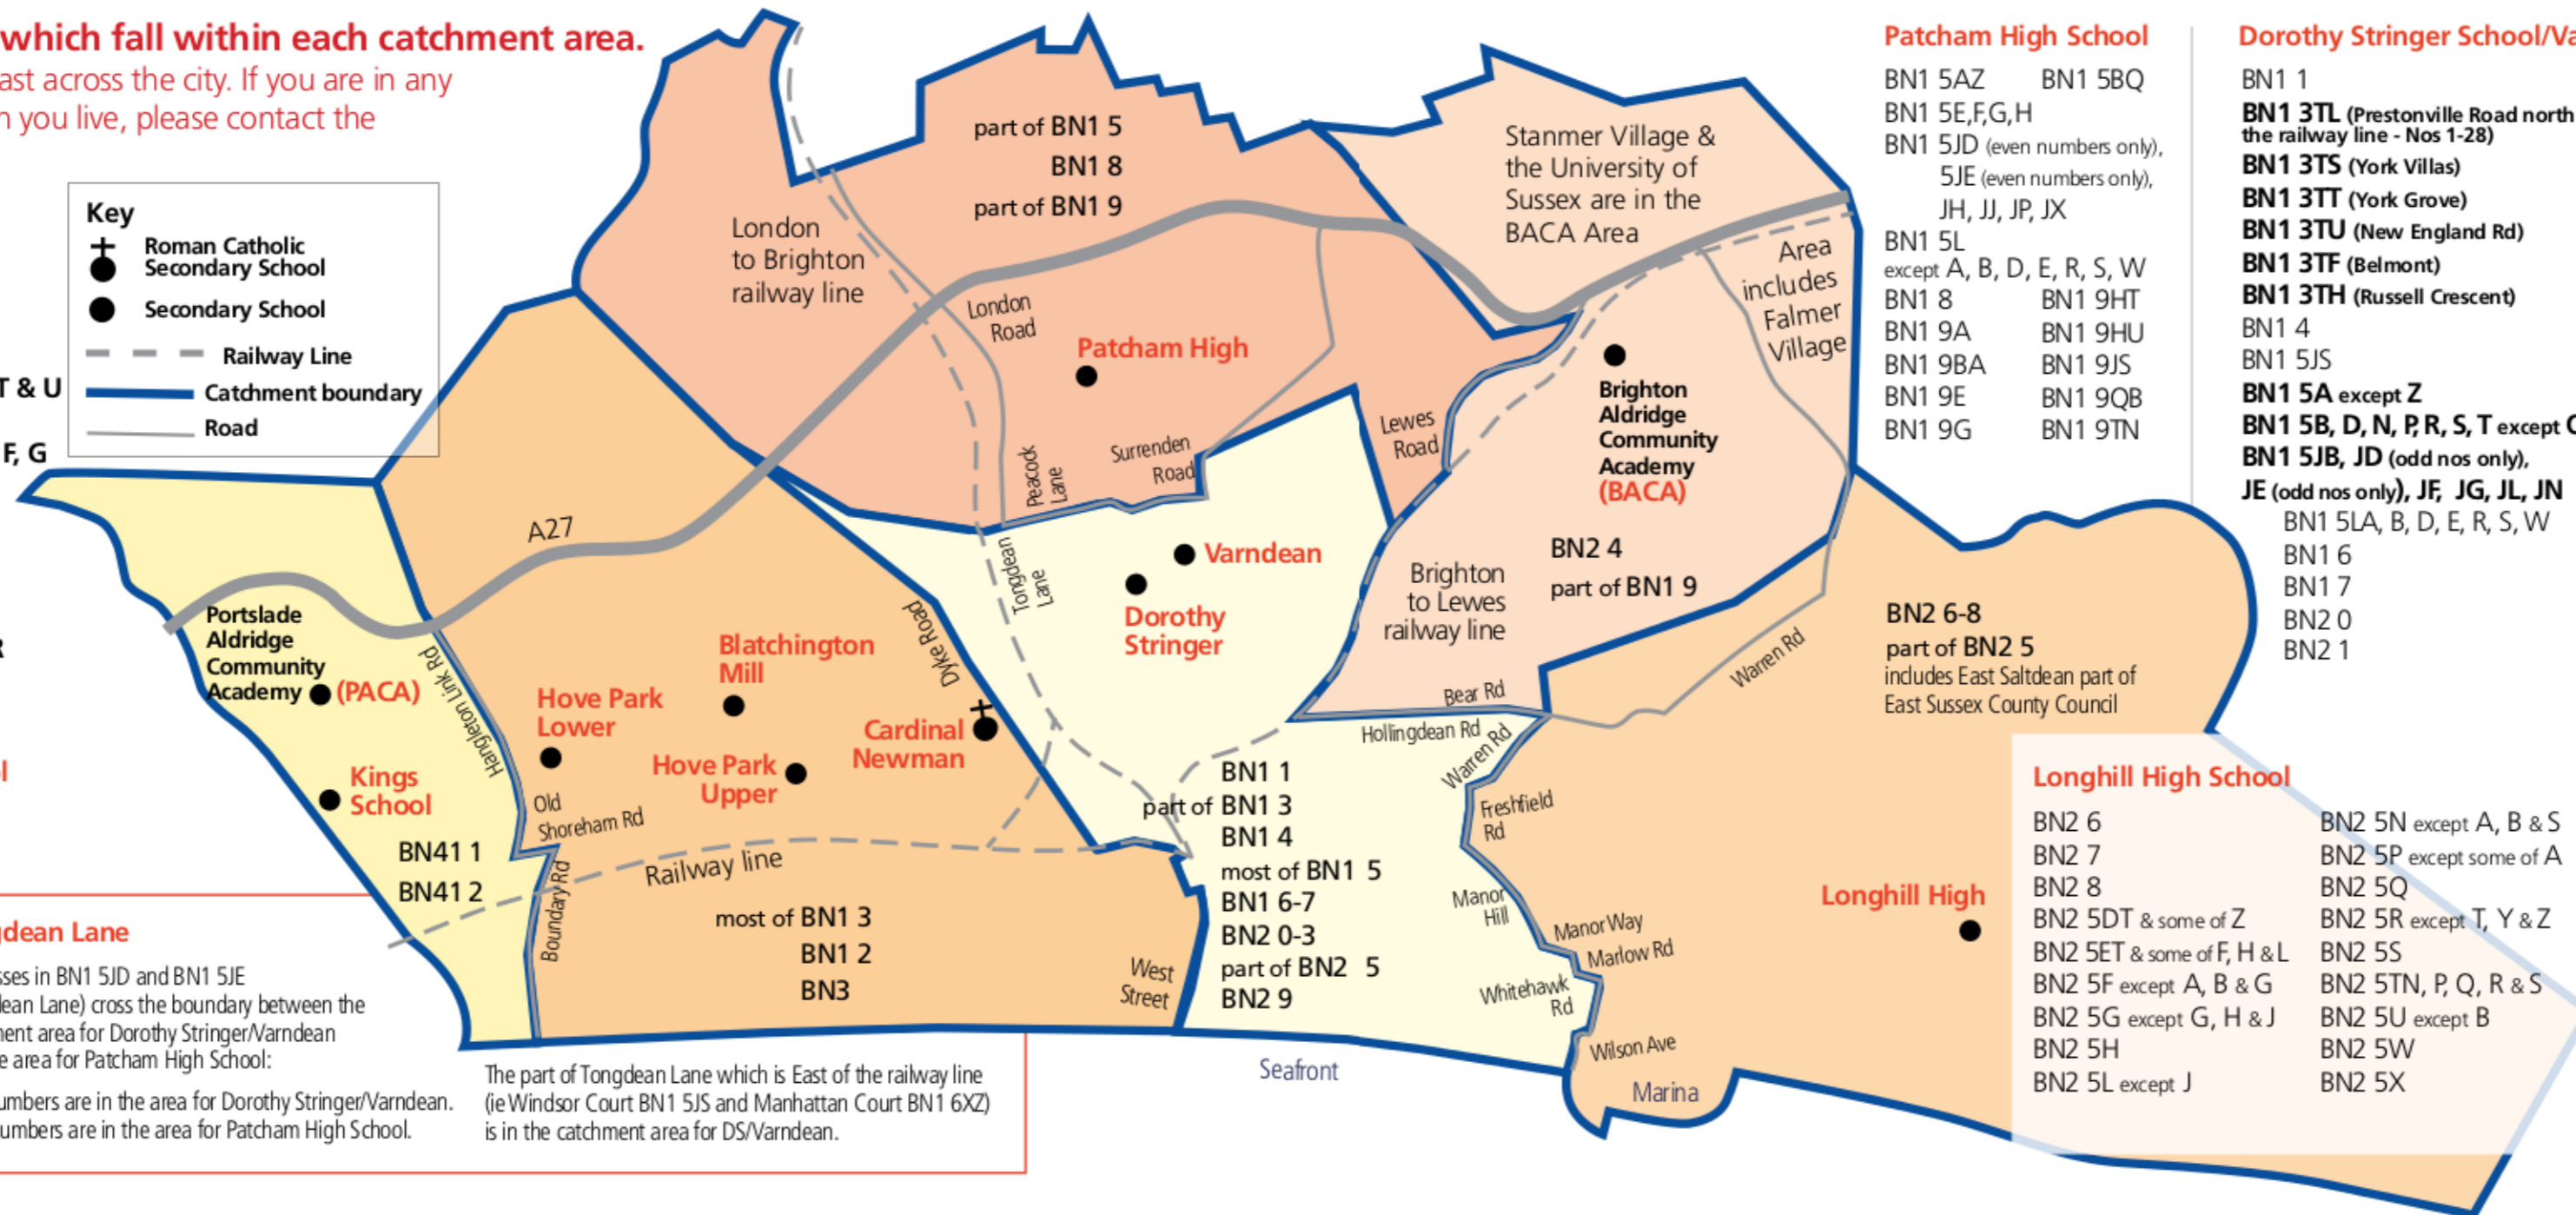 which fall within each catchment area.
ast across the city. If you are in any
you live, please contact the
Key
Roman Catholic
Secondary School
Secondary School
Railway Line
Catchment boundary
Road
T & U
F, G
Portslade
Aldridge
Community
Academy (PACA)
Kings
School
BN41 1
BN41 2
A27
Hangleton Link Rd
Hove Park
Lower
Blatchington
Mill
Hove Park
Upper
Cardinal
Newman
Dyke Road
Old
Shoreham Rd
Boundary Rd
Railway line
most of BN1 3
BN1 2
BN3
West
Street
London
to Brighton
railway line
part of BN1 5
BN1 8
part of BN1 9
London
Road
Patcham High
Peacock
Lane
Surrenden
Road
Lewes
Road
Tongdean
Lane
Varndean
Dorothy
Stringer
BN1 1
part of BN1 3
BN1 4
most of BN1 5
BN1 6-7
BN2 0-3
part of BN2 5
BN2 9
Stanmer Village &
the University of
Sussex are in the
BACA Area
Area
includes
Falmer
Village
Brighton
Aldridge
Community
Academy
(BACA)
BN2 4
part of BN1 9
Brighton
to Lewes
railway line
Bear Rd
Hollingdean Rd
Warren Rd
Warren Rd
Freshfield
Rd
Manor
Hill
Manor Way
Marlow Rd
Whitehawk
Rd
Wilson Ave
Seafront
Marina
BN2 6-8
part of BN2 5
includes East Saltdean part of
East Sussex County Council
Longhill High
Patcham High School
BN1 5AZ BN1 5BQ
BN1 5E,F,G,H
BN1 5JD (even numbers only),
5JE (even numbers only),
JH, JJ, JP, JX
BN1 5L
except A, B, D, E, R, S, W
BN1 8 BN1 9HT
BN1 9A BN1 9HU
BN1 9BA BN1 9JS
BN1 9E BN1 9QB
BN1 9G BN1 9TN
Dorothy Stringer School/Va
BN1 1
BN1 3TL (Prestonville Road north
the railway line - Nos 1-28)
BN1 3TS (York Villas)
BN1 3TT (York Grove)
BN1 3TU (New England Rd)
BN1 3TF (Belmont)
BN1 3TH (Russell Crescent)
BN1 4
BN1 5JS
BN1 5A except Z
BN1 5B, D, N, P, R, S, T except
BN1 5JB, JD (odd nos only),
JE (odd nos only), JF, JG, JL, JN
BN1 5LA, B, D, E, R, S, W
BN1 6
BN1 7
BN2 0
BN2 1
Longhill High School
BN2 6
BN2 7
BN2 8
BN2 5DT & some of Z
BN2 5ET & some of F, H & L
BN2 5F except A, B & G
BN2 5G except G, H & J
BN2 5H
BN2 5L except J
BN2 5N except A, B & S
BN2 5P except some of A
BN2 5Q
BN2 5R except T, Y & Z
BN2 5S
BN2 5TN, P, Q, R & S
BN2 5U except B
BN2 5W
BN2 5X
gdean Lane
sses in BN1 5JD and BN1 5JE
dean Lane) cross the boundary between the
ment area for Dorothy Stringer/Varndean
e area for Patcham High School:
umbers are in the area for Dorothy Stringer/Varndean.
umbers are in the area for Patcham High School.
The part of Tongdean Lane which is East of the railway line
(ie Windsor Court BN1 5JS and Manhattan Court BN1 6XZ)
is in the catchment area for DS/Varndean.